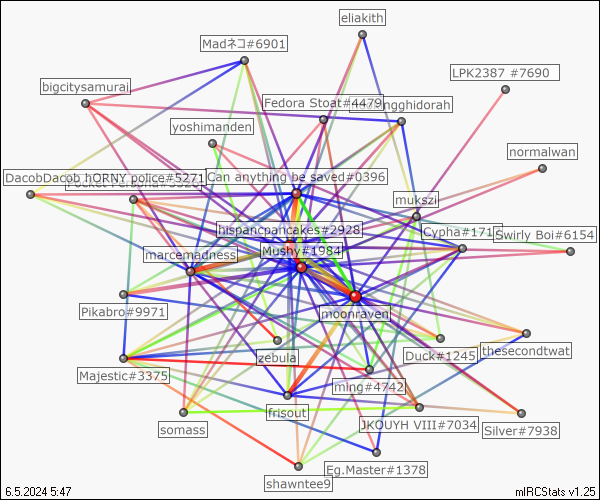 eliakith
Madネコ#6901
LPK2387 #7690
bigcitysamurai
Fedora Stoat#4479
ngghidorah
yoshimanden
normalwan
DacobDacob hORNY police#5271
Can anything be saved#0396
mukszi
hispancpancakes#2928
Cypha#171
Swirly Boi#6154
Mushy#1984
marcemadness
Pikabro#9971
moonraven
zebula
Duck#1245
thesecondtwat
Majestic#3375
ming#4742
frisout
somass
JKOUYH VIII#7034
Silver#7938
Eg.Master#1378
shawntee9
6.5.2024 5:47
mIRCStats v1.25